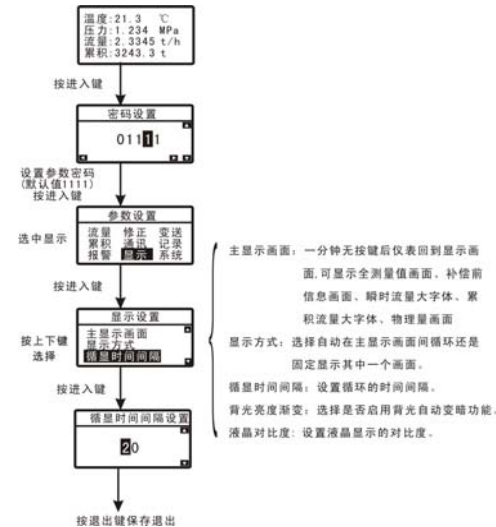 温度:21.3 ℃
压力:1.234 MPa
流量:2.3345 t/h
累积:3243.3 t
按进入键
密码设置
01111
设置参数密码
(默认值1111)
按进入键
参数设置
流量 修正 变送
累积 通讯 记录
报警 显示 系统
选中显示
按进入键
显示设置
主显示画面
显示方式
循显时间间隔
按上下键
选择
按进入键
循显时间间隔设置
20
按退出键保存退出
主显示画面：一分钟无按键后仪表回到显示画
面,可显示全测量值画面、补偿前
信息画面、瞬时流量大字体、累
积流量大字体、物理量画面
显示方式：选择自动在主显示画面间循环还是
固定显示其中一个画面。
循显时间间隔：设置循环的时间间隔。
背光亮度渐变：选择是否启用背光自动变暗功能。
液晶对比度：设置液晶显示的对比度。